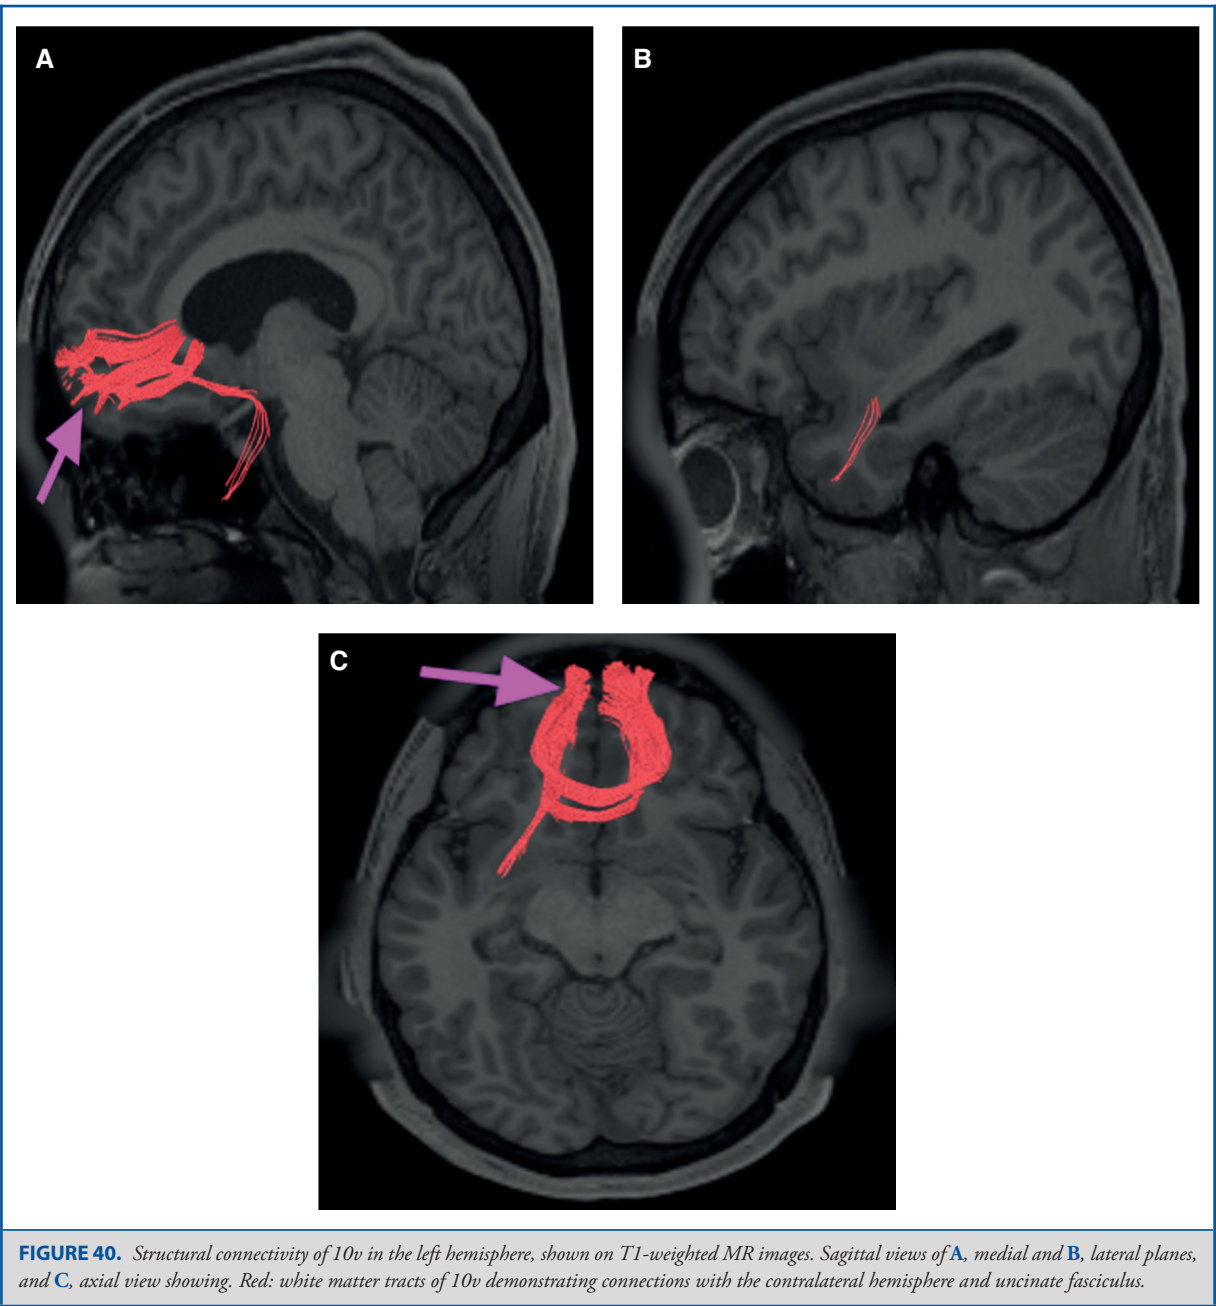 A
B
C
FIGURE 40. Structural connectivity of 10v in the left hemisphere, shown on T1-weighted MR images. Sagittal views of A, medial and B, lateral planes,
and C, axial view showing. Red: white matter tracts of 10v demonstrating connections with the contralateral hemisphere and uncinate fasciculus.